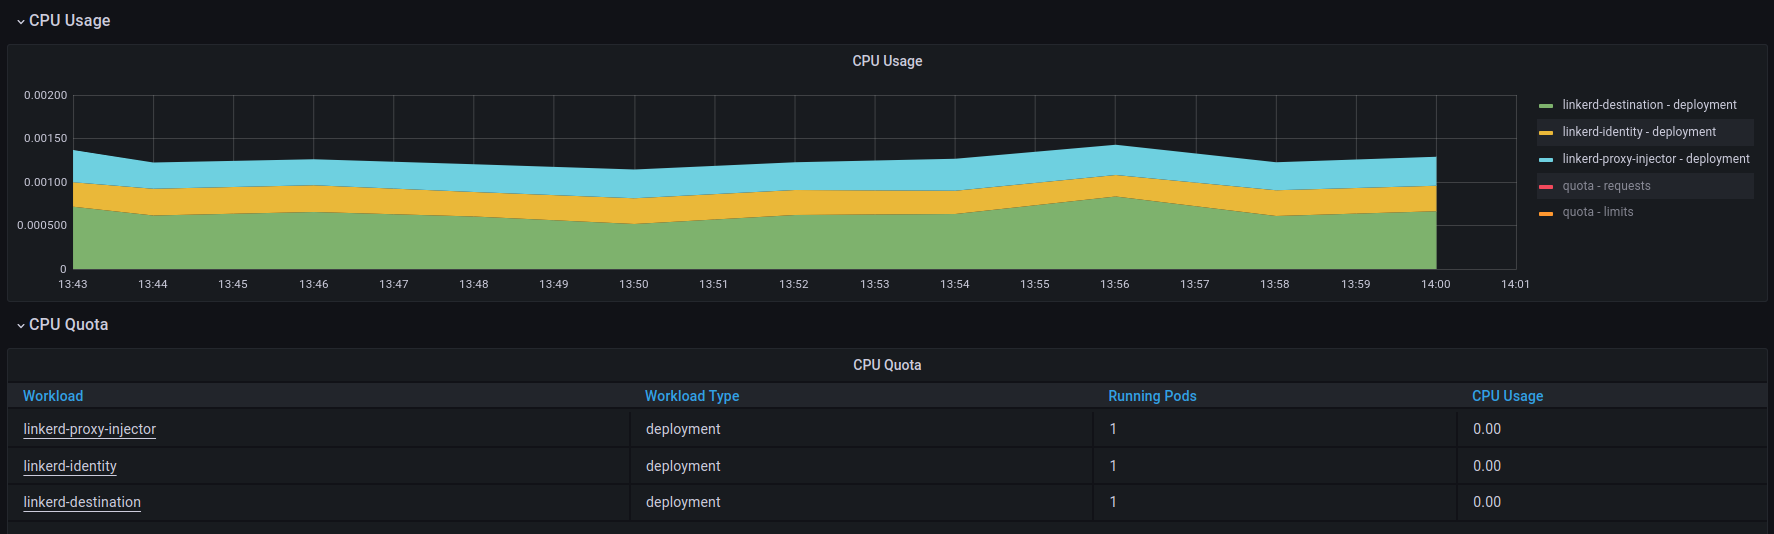 CPU Usage
CPU Usage
0.00200
0.00150
0.00100
0.000500
0
13:43 13:44 13:45 13:46 13:47 13:48 13:49 13:50 13:51 13:52 13:53 13:54 13:55 13:56 13:57 13:58 13:59 14:00 14:01
linkerd-destination - deployment
linkerd-identity - deployment
linkerd-proxy-injector - deployment
quota - requests
quota - limits
CPU Quota
CPU Quota
Workload Workload Type Running Pods CPU Usage
linkerd-proxy-injector deployment 1 0.00
linkerd-identity deployment 1 0.00
linkerd-destination deployment 1 0.00